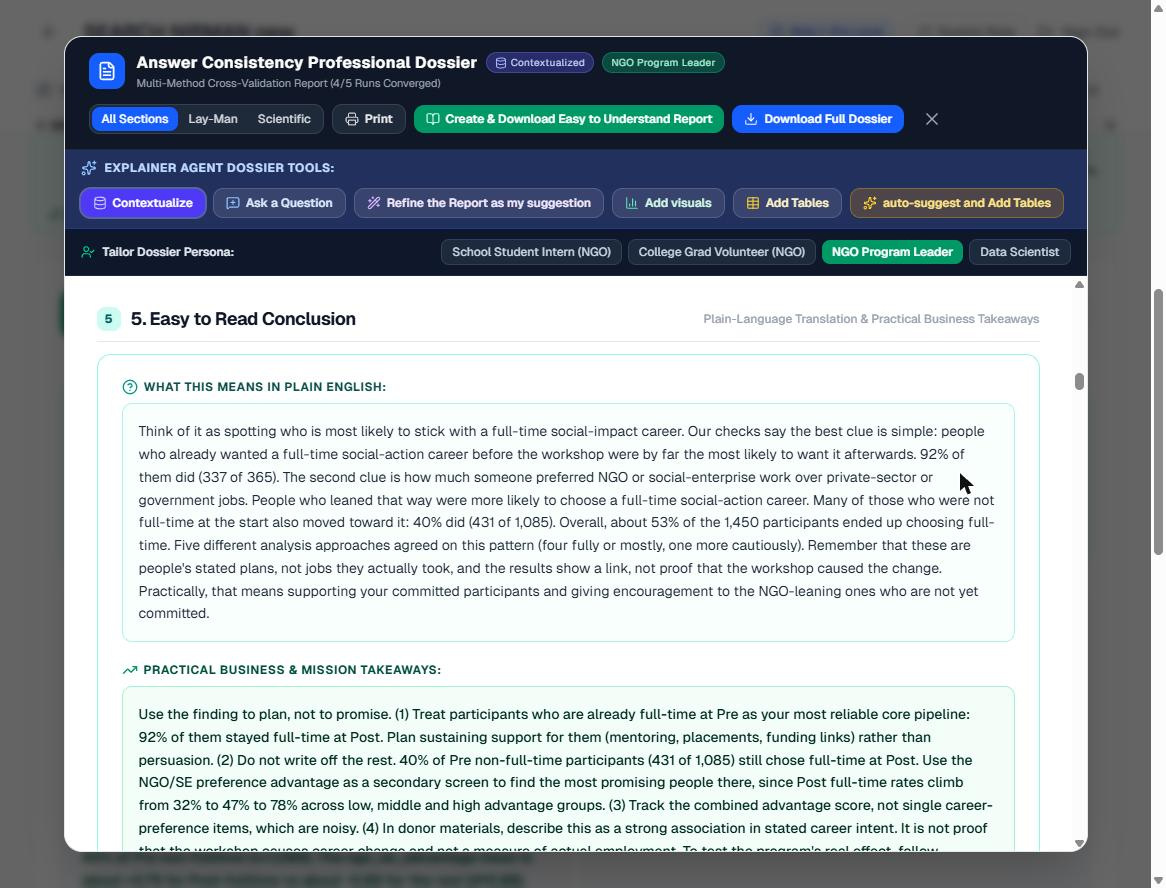 Answer Consistency Professional Dossier
Contextualized
NGO Program Leader
Multi-Method Cross-Validation Report (4/5 Runs Converged)
All Sections
Lay-Man
Scientific
Print
Create & Download Easy to Understand Report
Download Full Dossier
EXPLAINER AGENT DOSSIER TOOLS:
Contextualize
Ask a Question
Refine the Report as my suggestion
Add visuals
Add Tables
auto-suggest and Add Tables
Tailor Dossier Persona:
School Student Intern (NGO)
College Grad Volunteer (NGO)
NGO Program Leader
Data Scientist
5
5. Easy to Read Conclusion
Plain-Language Translation & Practical Business Takeaways
WHAT THIS MEANS IN PLAIN ENGLISH:
Think of it as spotting who is most likely to stick with a full-time social-impact career. Our checks say the best clue is simple: people
who already wanted a full-time social-action career before the workshop were by far the most likely to want it afterwards. 92% of
them did (337 of 365). The second clue is how much someone preferred NGO or social-enterprise work over private-sector or
government jobs. People who leaned that way were more likely to choose a full-time social-action career. Many of those who were not
full-time at the start also moved toward it: 40% did (431 of 1,085). Overall, about 53% of the 1,450 participants ended up choosing full-
time. Five different analysis approaches agreed on this pattern (four fully or mostly, one more cautiously). Remember that these are
people's stated plans, not jobs they actually took, and the results show a link, not proof that the workshop caused the change.
Practically, that means supporting your committed participants and giving encouragement to the NGO-leaning ones who are not yet
committed.
PRACTICAL BUSINESS & MISSION TAKEAWAYS:
Use the finding to plan, not to promise. (1) Treat participants who are already full-time at Pre as your most reliable core pipeline:
92% of them stayed full-time at Post. Plan sustaining support for them (mentoring, placements, funding links) rather than
persuasion. (2) Do not write off the rest. 40% of Pre non-full-time participants (431 of 1,085) still chose full-time at Post. Use the
NGO/SE preference advantage as a secondary screen to find the most promising people there, since Post full-time rates climb
from 32% to 47% to 78% across low, middle and high advantage groups. (3) Track the combined advantage score, not single career-
preference items, which are noisy. (4) In donor materials, describe this as a strong association in stated career intent. It is not proof
that the workshop causes career change and not a measure of actual employment. To test the program's real effect, follow